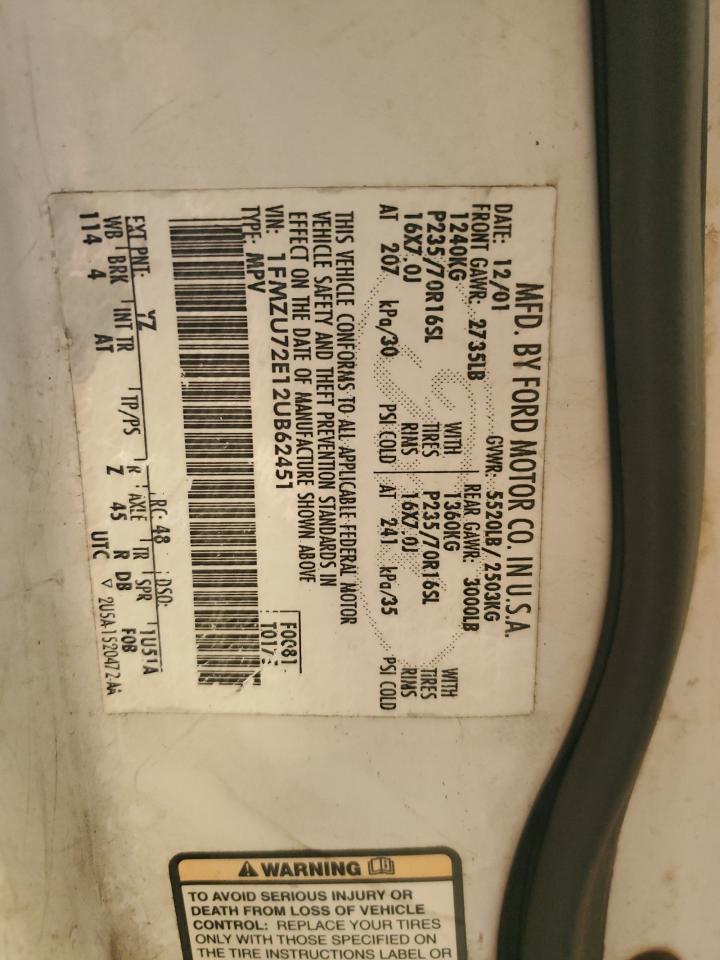 MFD. BY FORD MOTOR CO. IN U.S.A.
DATE: 12/01 GVWR: 5520LB / 2503KG
FRONT GAWR: 2735LB REAR GAWR: 3000LB
1240KG WITH 1360KG WITH
P235/70R16SL TIRES P235/70R16SL TIRES
16X7.0J RIMS 16X7.0J RIMS
AT 207 kPa/30 PSI COLD AT 241 kPa/35 PSI COLD
THIS VEHICLE CONFORMS TO ALL APPLICABLE FEDERAL MOTOR
VEHICLE SAFETY AND THEFT PREVENTION STANDARDS IN
EFFECT ON THE DATE OF MANUFACTURE SHOWN ABOVE
VIN: 1FMZU72E12UB62451 F0081
TYPE: MPV T0173
EXT PNT: YZ RC: 48 DSO:
WB BRK INT TR TP/PS R AXLE TR SPR 1U51A
114 4 AT Z 45 R DB F0B
UTC ▽ 2U5A-1520472-AA
⚠ WARNING
TO AVOID SERIOUS INJURY OR
DEATH FROM LOSS OF VEHICLE
CONTROL: REPLACE YOUR TIRES
ONLY WITH THOSE SPECIFIED ON
THE TIRE INSTRUCTIONS LABEL OR